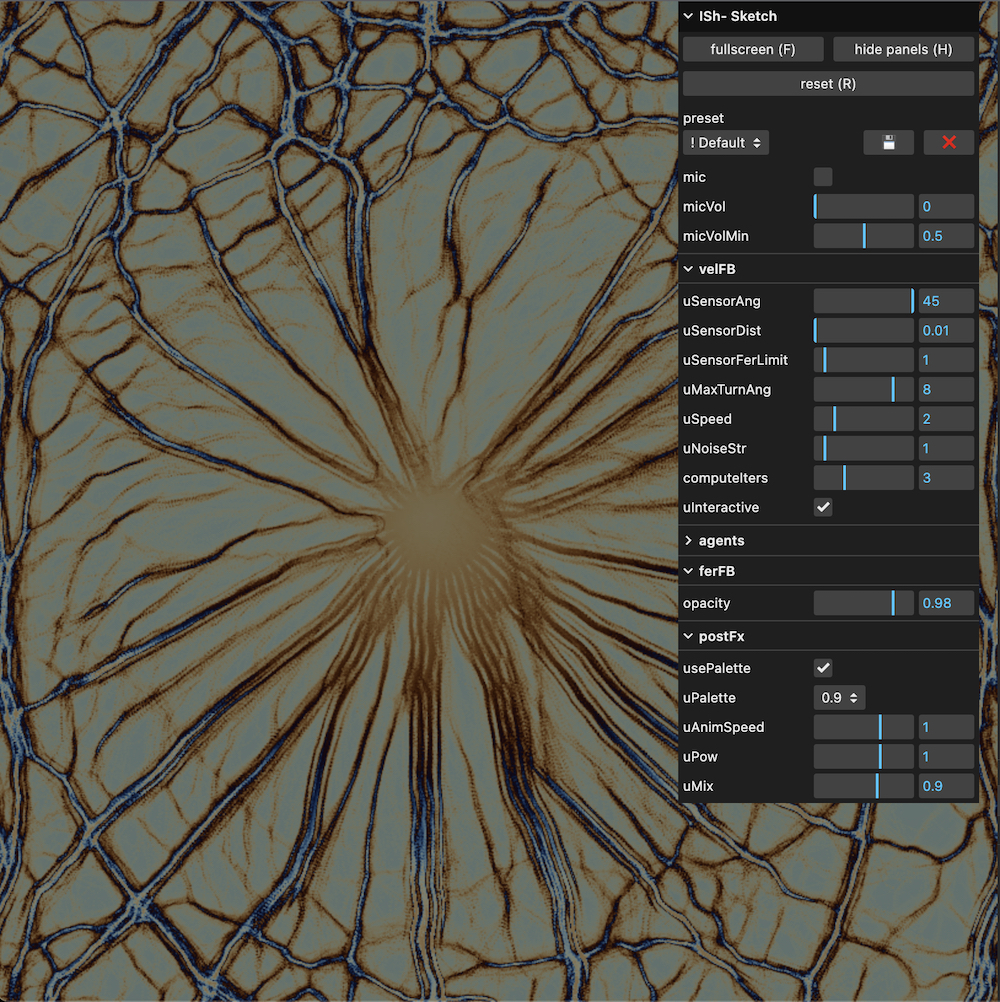 ISh- Sketch
fullscreen (F) hide panels (H)
reset (R)
preset
! Default
mic
micVol 0
micVolMin 0.5
velFB
uSensorAng 45
uSensorDist 0.01
uSensorFerLimit 1
uMaxTurnAng 8
uSpeed 2
uNoiseStr 1
computeIters 3
uInteractive
agents
ferFB
opacity 0.98
postFx
usePalette
uPalette 0.9
uAnimSpeed 1
uPow 1
uMix 0.9